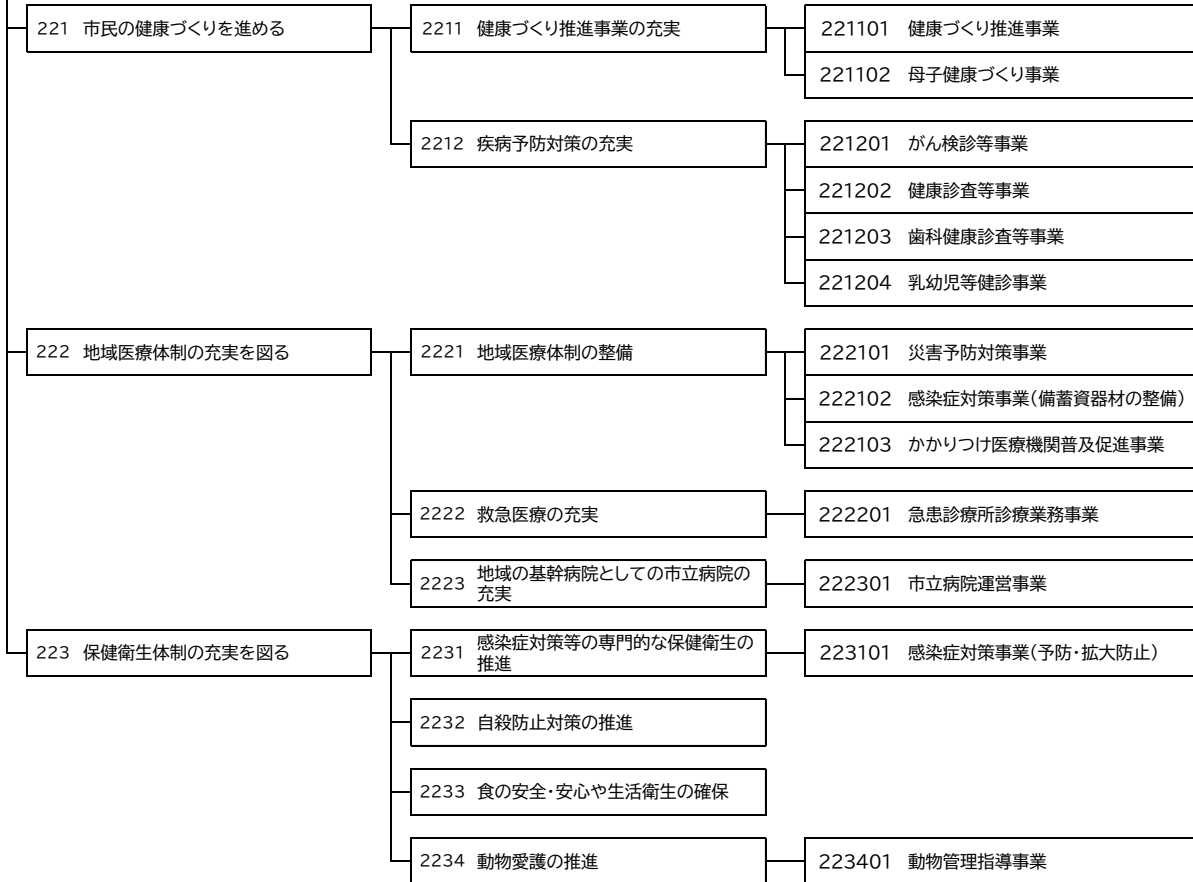 221 市民の健康づくりを進める
2211 健康づくり推進事業の充実
221101 健康づくり推進事業
221102 母子健康づくり事業
2212 疾病予防対策の充実
221201 がん検診等事業
221202 健康診査等事業
221203 歯科健康診査等事業
221204 乳幼児等健診事業
222 地域医療体制の充実を図る
2221 地域医療体制の整備
222101 災害予防対策事業
222102 感染症対策事業(備蓄資器材の整備)
222103 かかりつけ医療機関普及促進事業
2222 救急医療の充実
222201 急患診療所診療業務事業
2223 地域の基幹病院としての市立病院の
充実
222301 市立病院運営事業
223 保健衛生体制の充実を図る
2231 感染症対策等の専門的な保健衛生の
推進
223101 感染症対策事業(予防・拡大防止)
2232 自殺防止対策の推進
2233 食の安全・安心や生活衛生の確保
2234 動物愛護の推進
223401 動物管理指導事業